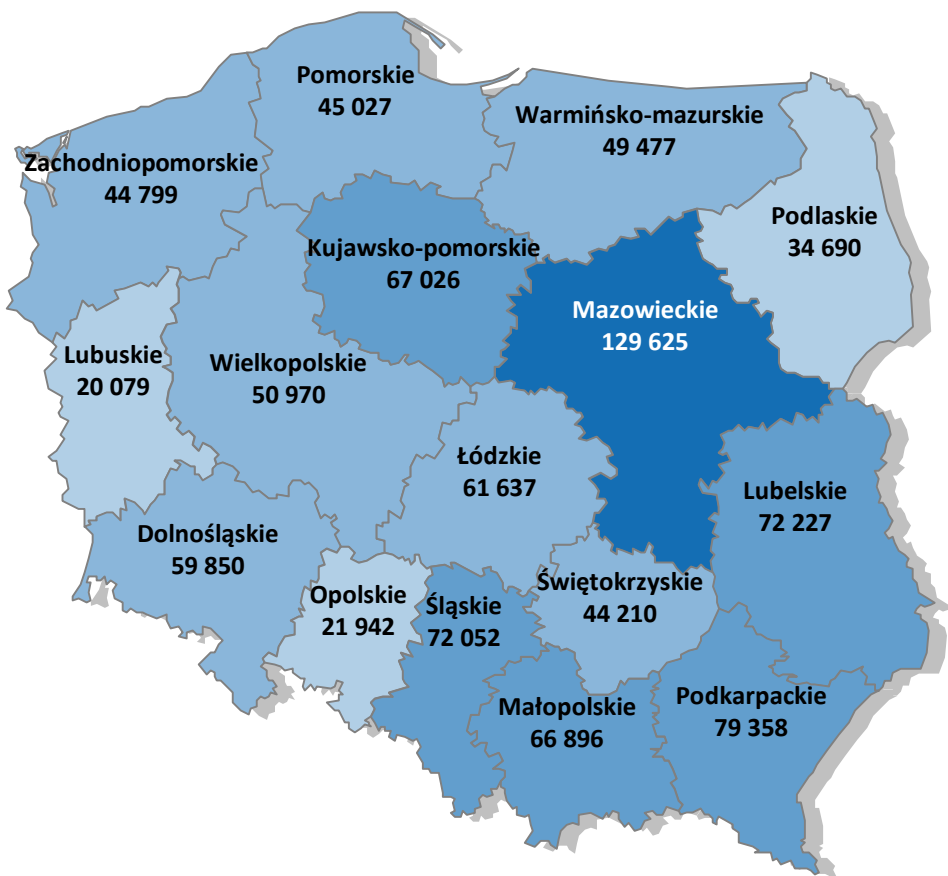 Pomorskie
45 027
Warmińsko-mazurskie
49 477
Zachodniopomorskie
44 799
Podlaskie
34 690
Kujawsko-pomorskie
67 026
Mazowieckie
129 625
Lubuskie
20 079
Wielkopolskie
50 970
Łódzkie
61 637
Lubelskie
72 227
Dolnośląskie
59 850
Opolskie
21 942
Śląskie
72 052
Świętokrzyskie
44 210
Małopolskie
66 896
Podkarpackie
79 358